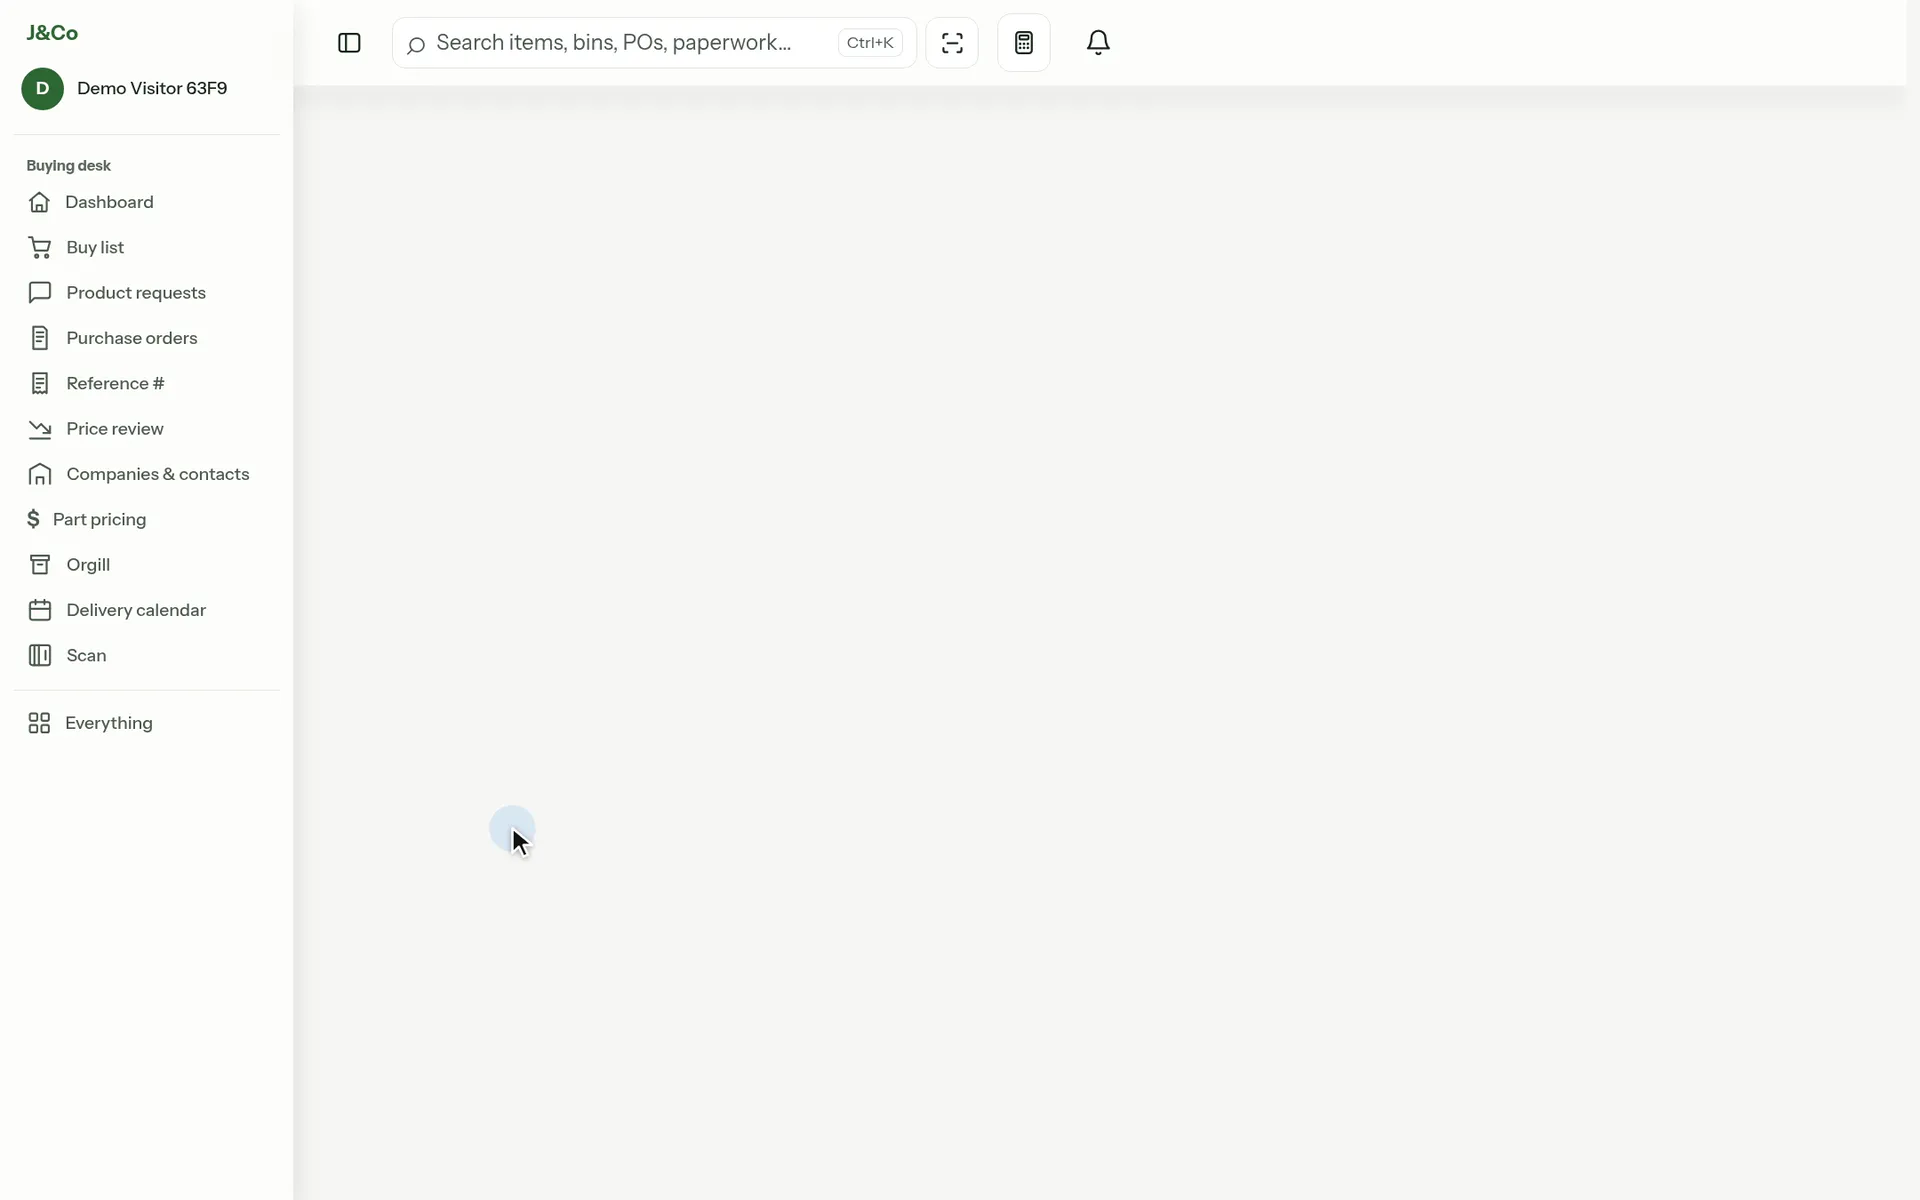 J&Co
D
Demo Visitor 63F9
Buying desk
Dashboard
Buy list
Product requests
Purchase orders
Reference #
Price review
Companies & contacts
$ Part pricing
Orgill
Delivery calendar
Scan
Everything
Search items, bins, POs, paperwork... Ctrl+K